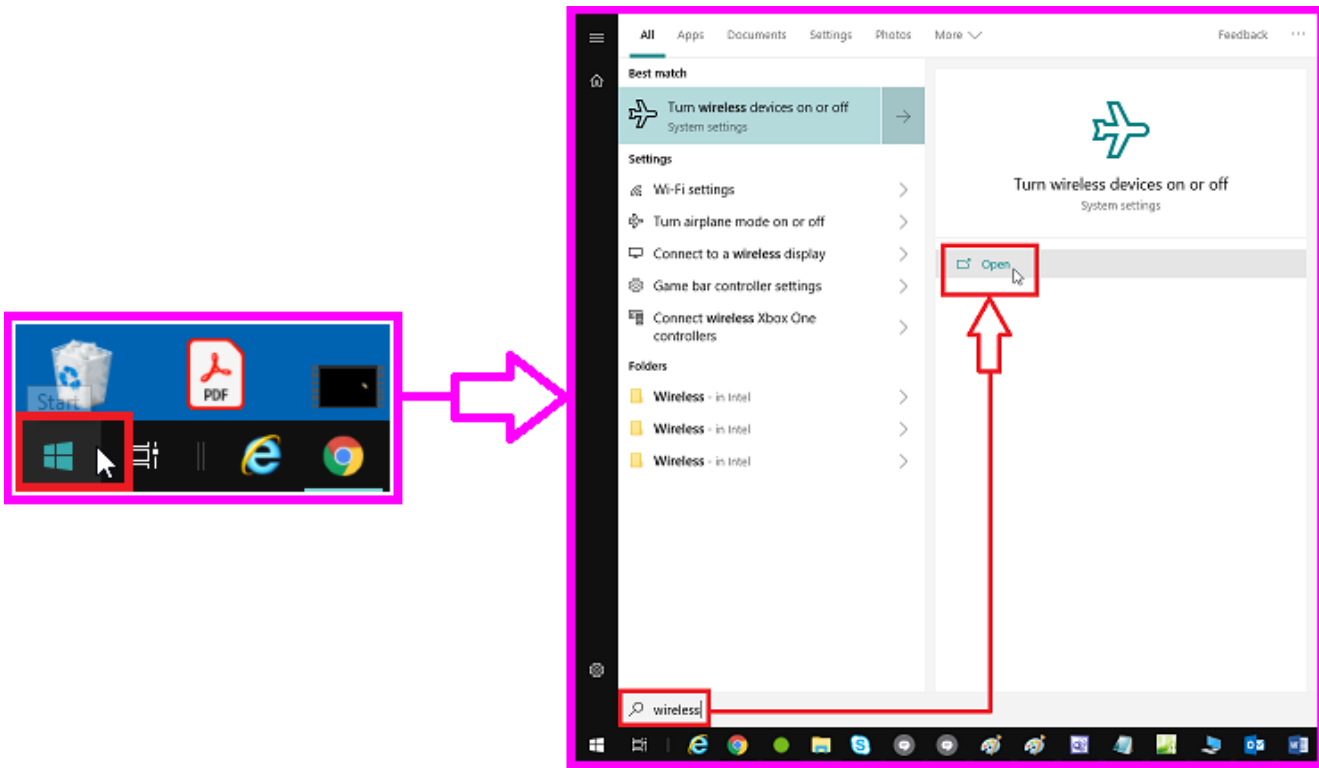 Start
PDF
All Apps Documents Settings Photos More Feedback ...
Best match
Turn wireless devices on or off
System settings
Settings
Wi-Fi settings
Turn airplane mode on or off
Connect to a wireless display
Game bar controller settings
Connect wireless Xbox One
controllers
Folders
Wireless - in Intel
Wireless - in Intel
Wireless - in Intel
Turn wireless devices on or off
System settings
Open
wireless